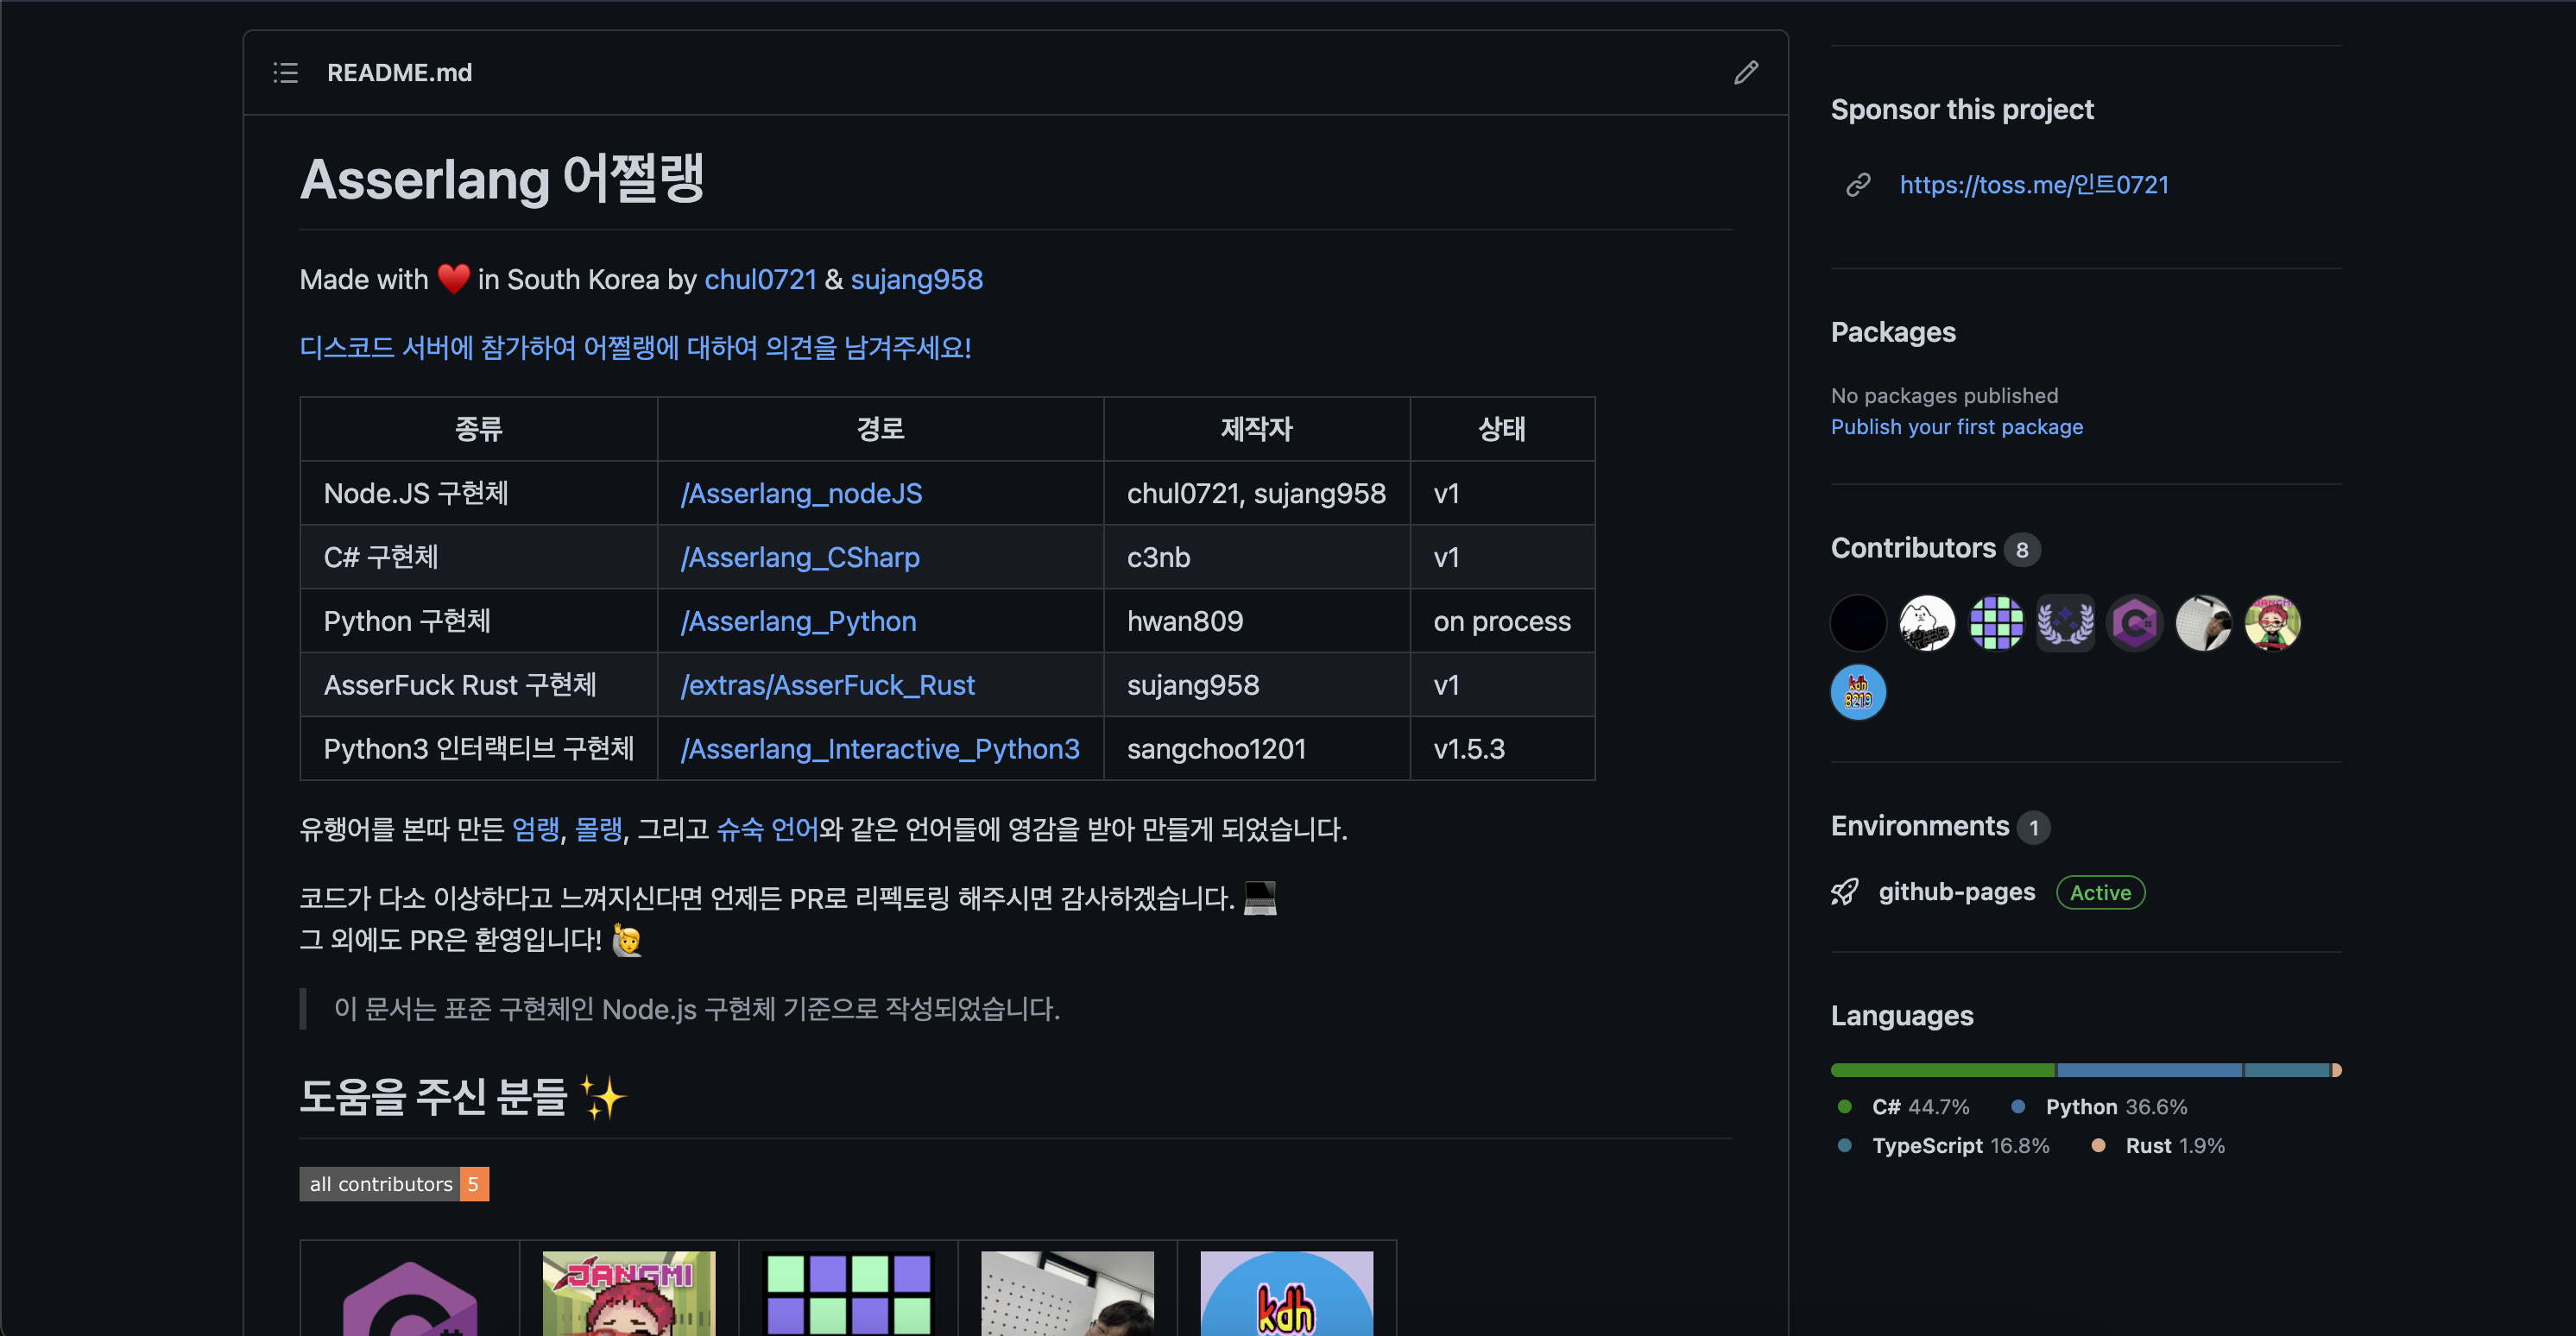 README.md
Asserlang 어쩔랭
Made with ❤️ in South Korea by chul0721 & sujang958
디스코드 서버에 참가하여 어쩔랭에 대하여 의견을 남겨주세요!
종류 경로 제작자 상태
Node.JS 구현체 /Asserlang_nodeJS chul0721, sujang958 v1
C# 구현체 /Asserlang_CSharp c3nb v1
Python 구현체 /Asserlang_Python hwan809 on process
AsserFuck Rust 구현체 /extras/AsserFuck_Rust sujang958 v1
Python3 인터랙티브 구현체 /Asserlang_Interactive_Python3 sangchoo1201 v1.5.3
유행어를 본따 만든 엄랭, 몰랭, 그리고 슈숙 언어와 같은 언어들에 영감을 받아 만들게 되었습니다.
코드가 다소 이상하다고 느껴지신다면 언제든 PR로 리펙토링 해주시면 감사하겠습니다. 💻
그 외에도 PR은 환영입니다! 🙋
이 문서는 표준 구현체인 Node.js 구현체 기준으로 작성되었습니다.
도움을 주신 분들 ✨
all contributors 5
JANGMI
kdh
Sponsor this project
https://toss.me/인트0721
Packages
No packages published
Publish your first package
Contributors 8
JANGMI
kdh
8219
Environments 1
github-pages Active
Languages
C# 44.7% Python 36.6%
TypeScript 16.8% Rust 1.9%